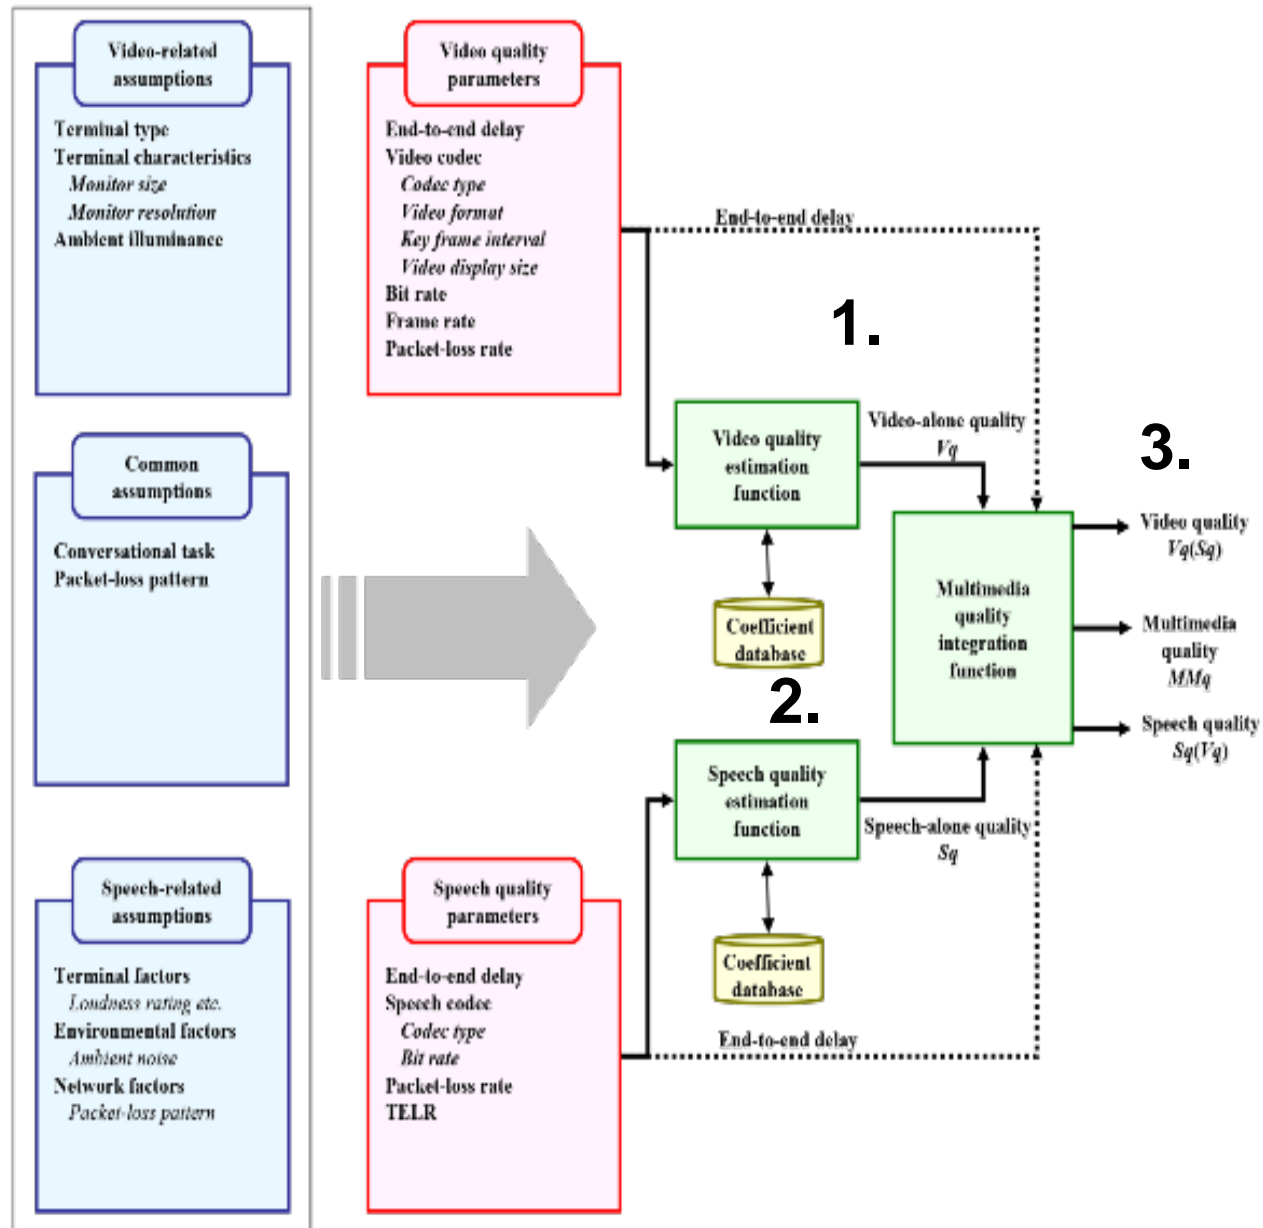 Video-related
assumptions
Terminal type
Terminal characteristics
Monitor size
Monitor resolution
Ambient illuminance
Common
assumptions
Conversational task
Packet-loss pattern
Speech-related
assumptions
Terminal factors
Loudness rating etc.
Environmental factors
Ambient noise
Network factors
Packet-loss pattern
Video quality
parameters
End-to-end delay
Video codec
Codec type
Video format
Key frame interval
Video display size
Bit rate
Frame rate
Packet-loss rate
Speech quality
parameters
End-to-end delay
Speech codec
Codec type
Bit rate
Packet-loss rate
TELR
End-to-end delay
1.
Video quality
estimation
function
Video-alone quality
Vq
Coefficient
database
2.
Speech quality
estimation
function
Speech-alone quality
Sq
Coefficient
database
End-to-end delay
Multimedia
quality
integration
function
3.
Video quality
Vq(Sq)
Multimedia
quality
MMq
Speech quality
Sq(Vq)